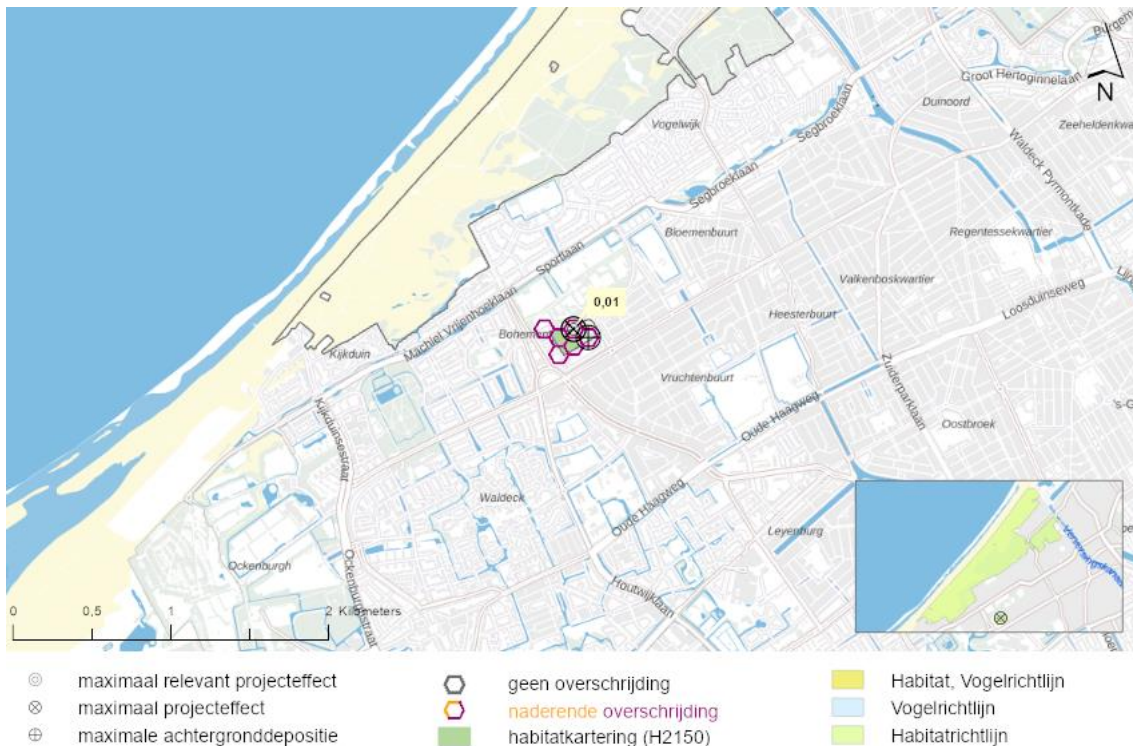 Burgem
Groot Hertoginnelaan
N
Duinoord
Zeeheldenkwa
Vogelwijk
Segbroeklaan
Waldeck Pyrmontkade
Segbroeklaan
Bloemenbuurt
Regentessekwartier
Sportlaan
Valkenboskwartier
Loosduinseweg
0,01
Machiel Vrijenhoeklaan
Bohemen
Heesterbuurt
Kijkduin
Vruchtenbuurt
Zuiderparklaan
Kijkduinsestraat
Oude Haagweg
Oostbroek
's-G
Waldeck
Oude Haagweg
Leyenburg
Ockenburgh
Ockenburgsestraat
Houtwijklaan
0 0,5 1 2 Kilometers
maximaal relevant projecteffect
maximaal projecteffect
maximale achtergronddepositie
geen overschrijding
naderende overschrijding
habitatkartering (H2150)
Habitat, Vogelrichtlijn
Vogelrichtlijn
Habitatrichtlijn